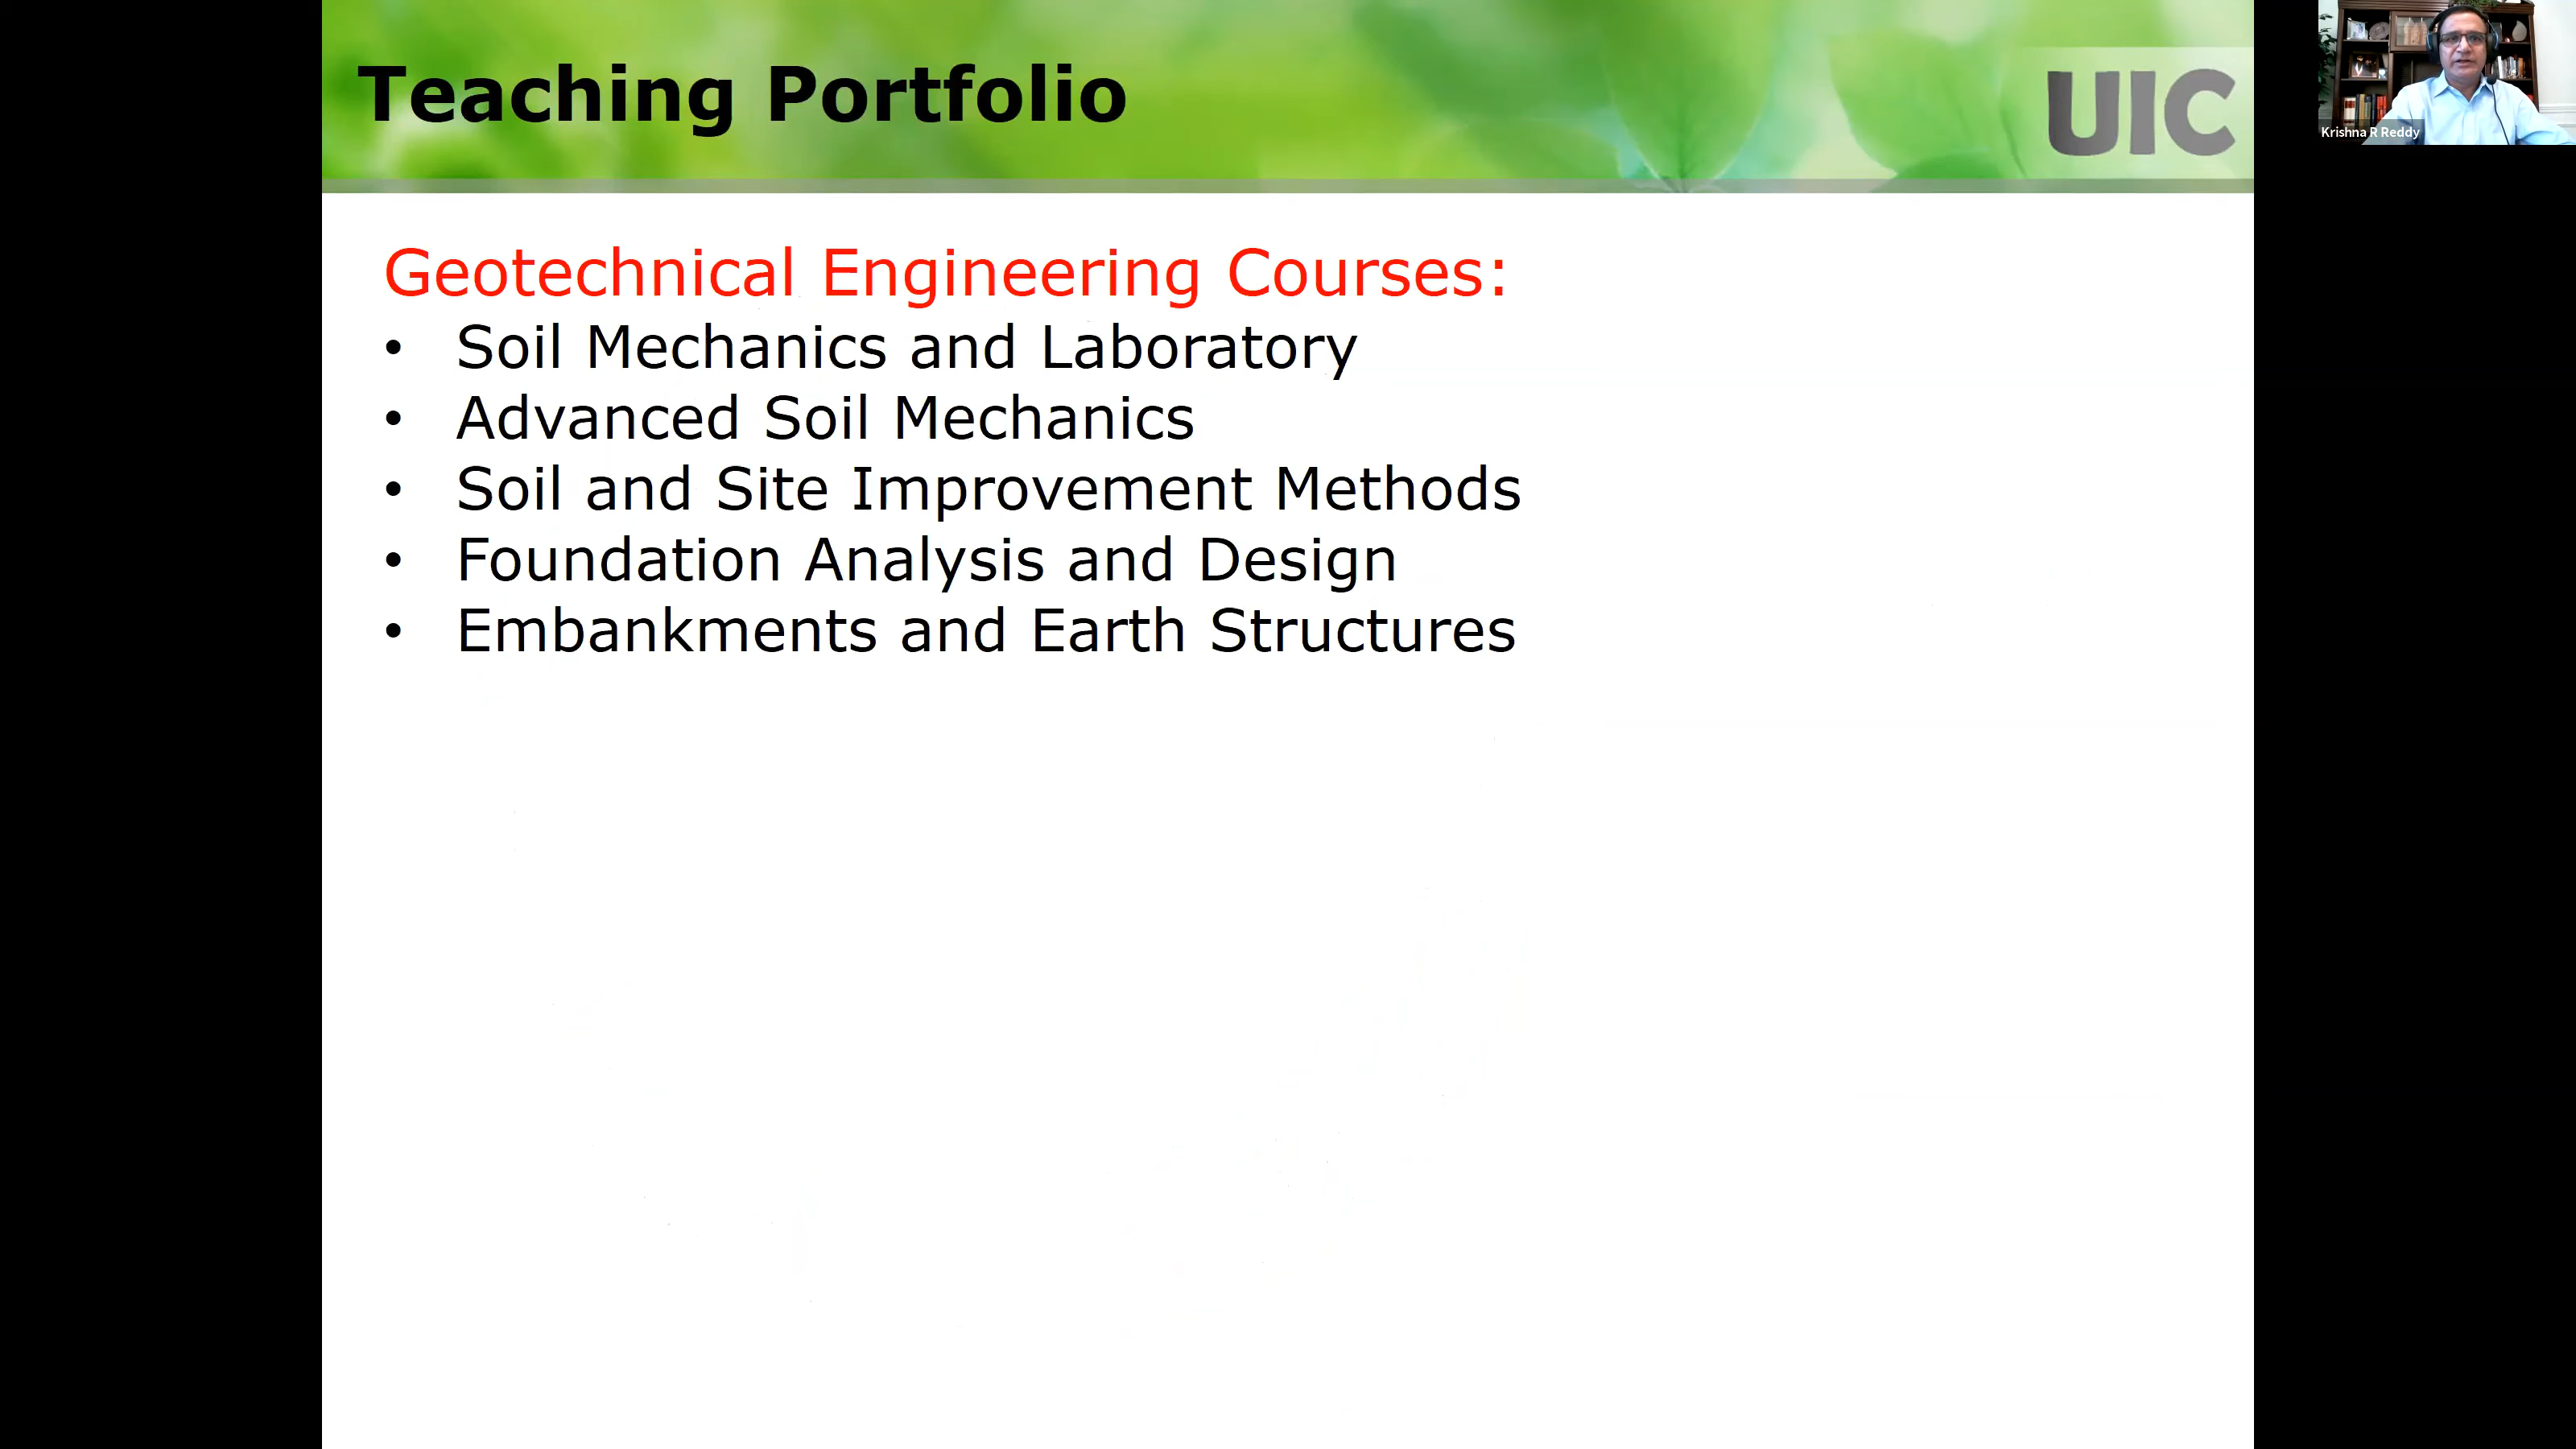 Teaching Portfolio
UIC
Krishna R Reddy
Geotechnical Engineering Courses:
• Soil Mechanics and Laboratory
• Advanced Soil Mechanics
• Soil and Site Improvement Methods
• Foundation Analysis and Design
• Embankments and Earth Structures